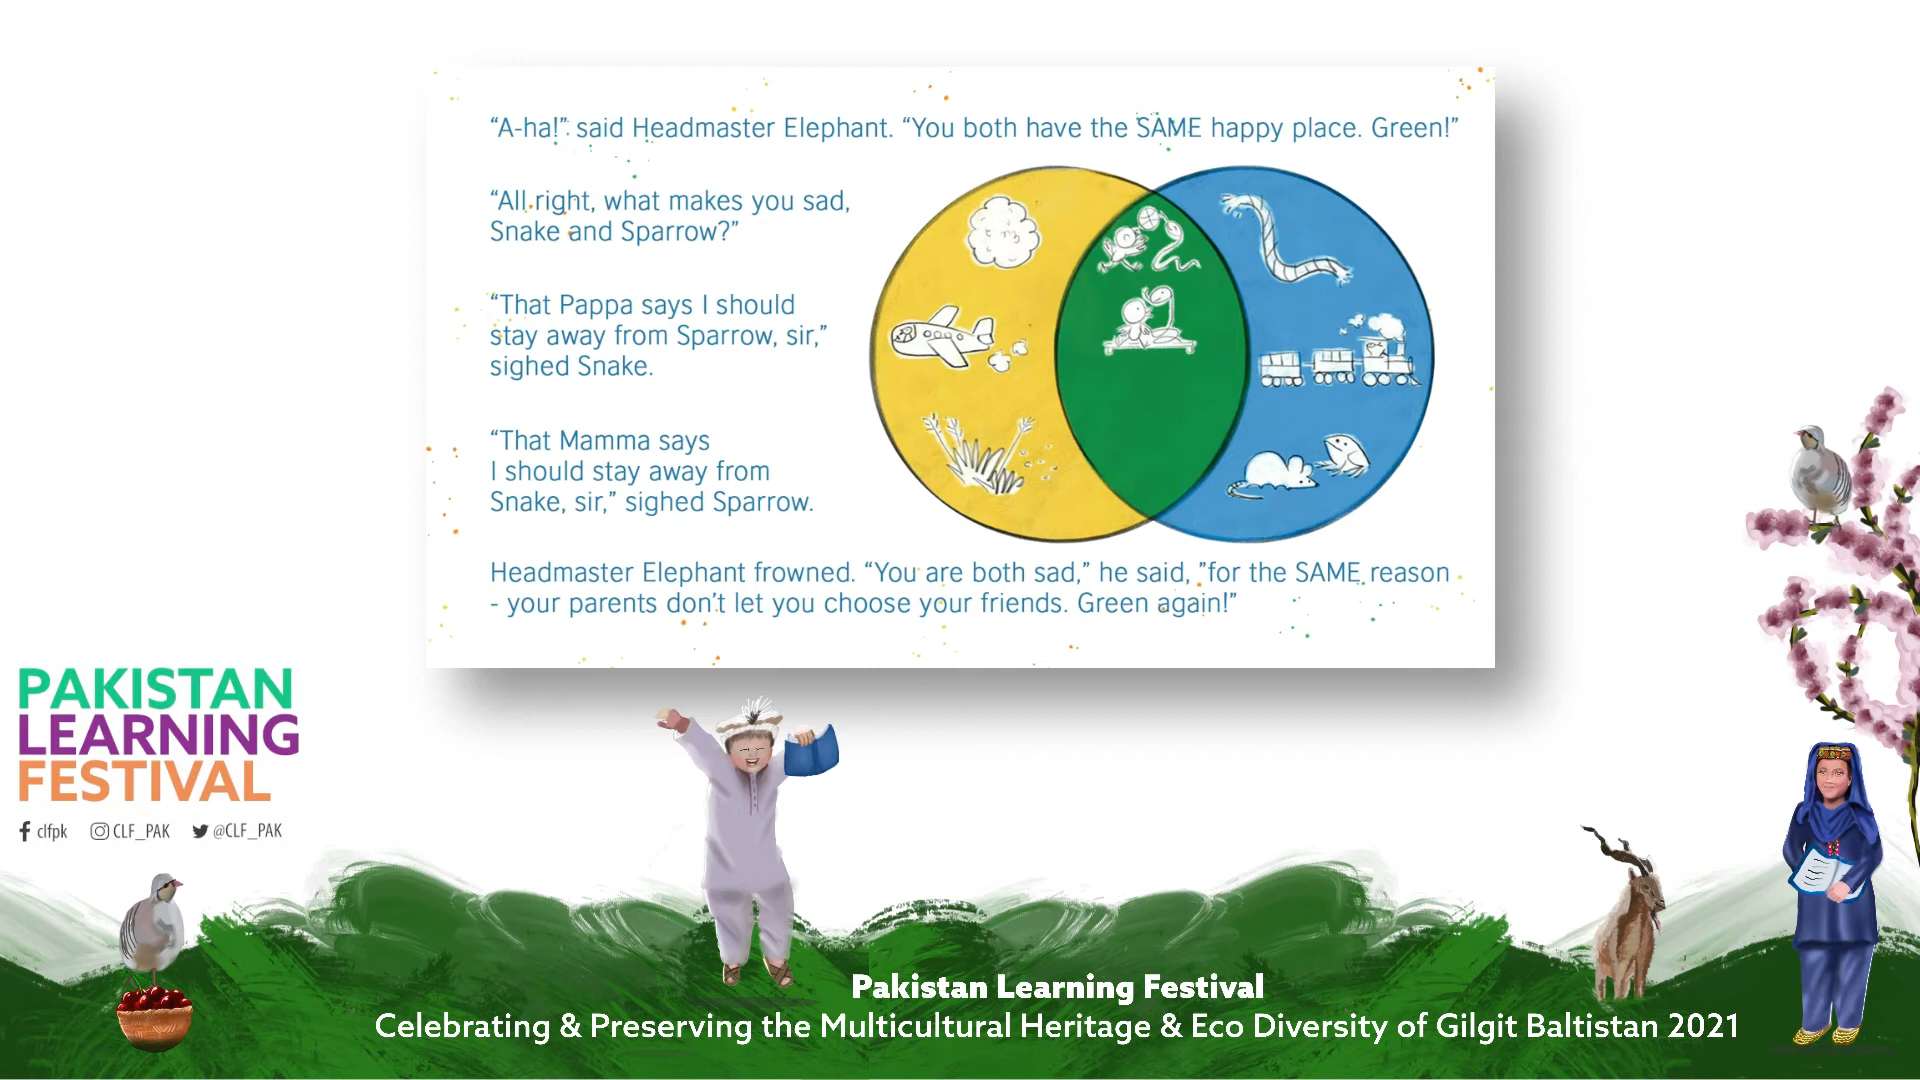 “A-ha!” said Headmaster Elephant. “You both have the SAME happy place. Green!”
“All right, what makes you sad,
Snake and Sparrow?”
“That Pappa says I should
stay away from Sparrow, sir,”
sighed Snake.
“That Mamma says
I should stay away from
Snake, sir,” sighed Sparrow.
Headmaster Elephant frowned. “You are both sad,” he said, ”for the SAME reason
- your parents don’t let you choose your friends. Green again!”
PAKISTAN
LEARNING
FESTIVAL
clfpk CLF_PAK @CLF_PAK
Pakistan Learning Festival
Celebrating & Preserving the Multicultural Heritage & Eco Diversity of Gilgit Baltistan 2021